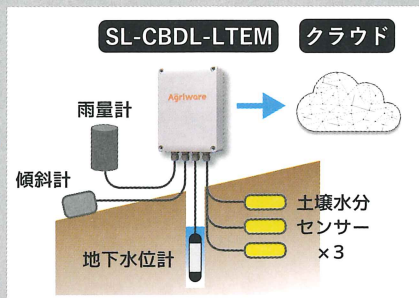 SL-CBDL-LTEM クラウド
Agriware
雨量計
傾斜計
土壌水分
センサー
×3
地下水位計